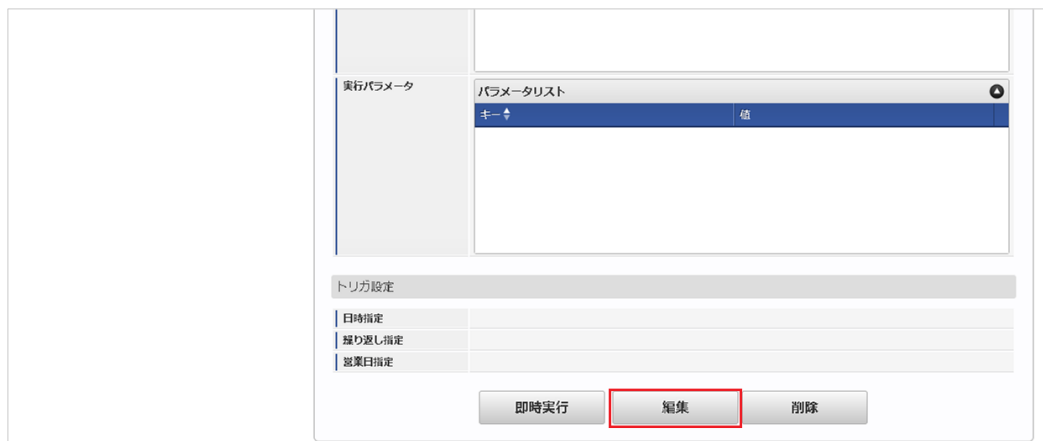 実行パラメータ
パラメータリスト
キー 値
トリガ設定
日時指定
繰り返し指定
営業日指定
即時実行 編集 削除